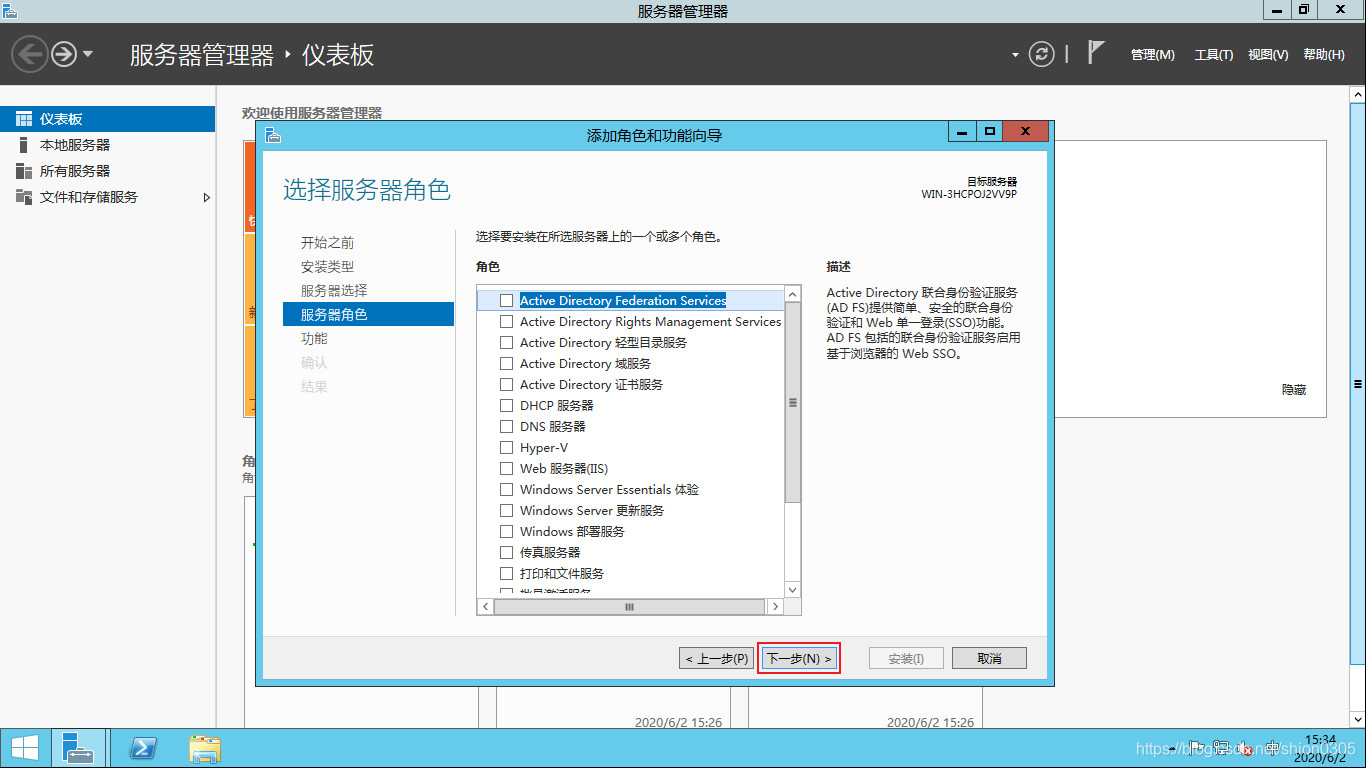 服务器管理器
服务器管理器 · 仪表板
管理(M) 工具(T) 视图(V) 帮助(H)
仪表板
本地服务器
所有服务器
文件和存储服务
欢迎使用服务器管理器
添加角色和功能向导
选择服务器角色
目标服务器
WIN-3HCPOJ2VV9P
开始之前
安装类型
服务器选择
服务器角色
功能
确认
结果
选择要安装在所选服务器上的一个或多个角色。
角色
Active Directory Federation Services
Active Directory Rights Management Services
Active Directory 轻型目录服务
Active Directory 域服务
Active Directory 证书服务
DHCP 服务器
DNS 服务器
Hyper-V
Web 服务器(IIS)
Windows Server Essentials 体验
Windows Server 更新服务
Windows 部署服务
传真服务器
打印和文件服务
批量激活服务
描述
Active Directory 联合身份验证服务
(AD FS)提供简单、安全的联合身份
验证和 Web 单一登录(SSO)功能。
AD FS 包括的联合身份验证服务启用
基于浏览器的 Web SSO。
隐藏
角
角
< 上一步(P)
下一步(N) >
安装(I)
取消
2020/6/2 15:26
2020/6/2 15:26
中
15:34
2020/6/2
https://blog.csdn.net/shion0305